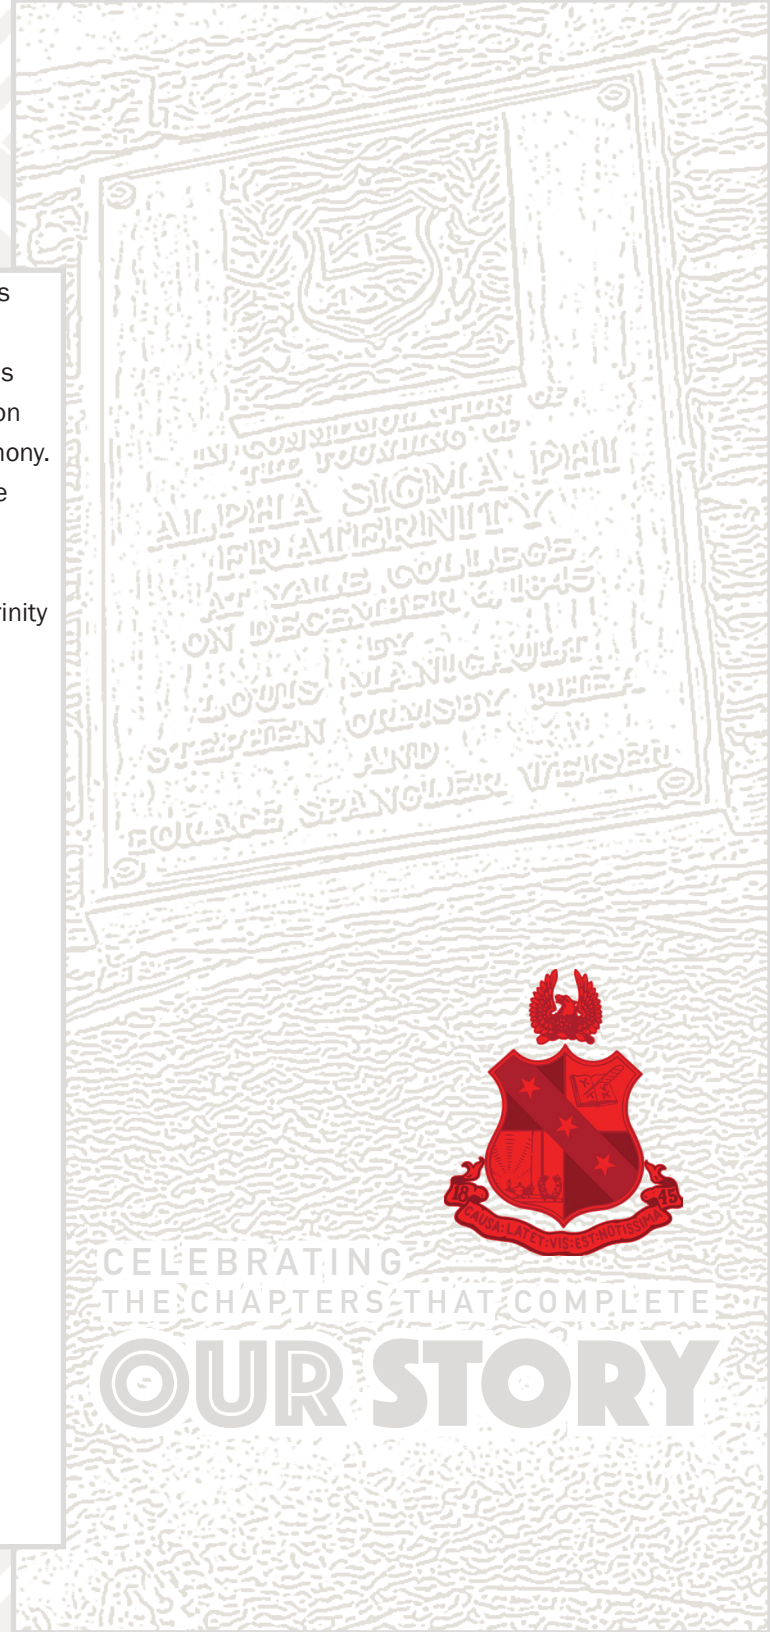 s
s
on
nony.
e
rinity
IN COMMEMORATION OF
THE FOUNDING OF
ALPHA SIGMA PHI
FRATERNITY
AT YALE COLLEGE
ON DECEMBER 6, 1845
BY
LOUIS MANIGAULT
STEPHEN ORMSBY RHEA
AND
HORACE SPANGLER WEISER
18 45
CAUSA:LATET:VIS:EST:NOTISSIMA
CELEBRATING
THE CHAPTERS THAT COMPLETE
OUR STORY